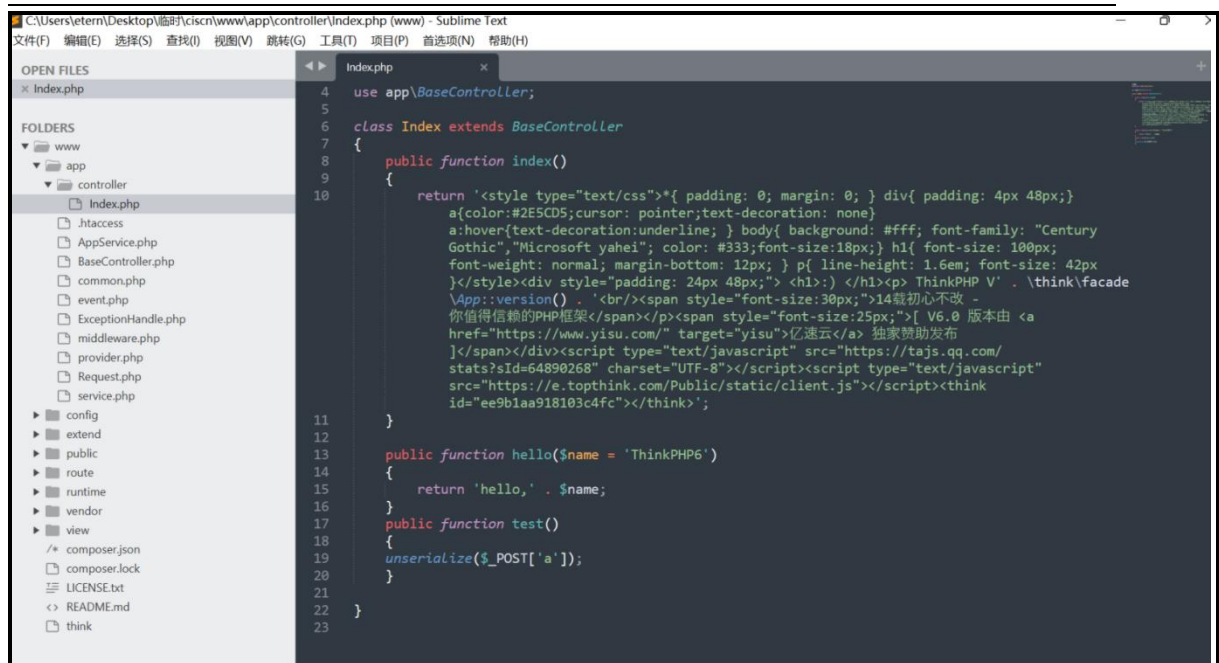 C:\Users\etern\Desktop\临时\ciscn\www\app\controller\Index.php (www) - Sublime Text
文件(F) 编辑(E) 选择(S) 查找(I) 视图(V) 跳转(G) 工具(T) 项目(P) 首选项(N) 帮助(H)
OPEN FILES
× Index.php
FOLDERS
▼ www
▼ app
▼ controller
Index.php
.htaccess
AppService.php
BaseController.php
common.php
event.php
ExceptionHandle.php
middleware.php
provider.php
Request.php
service.php
▶ config
▶ extend
▶ public
▶ route
▶ runtime
▶ vendor
▶ view
/* composer.json
composer.lock
LICENSE.txt
<> README.md
think
Index.php ×
4 use app\BaseController;
5
6 class Index extends BaseController
7 {
8 public function index()
9 {
10 return '<style type="text/css">*{ padding: 0; margin: 0; } div{ padding: 4px 48px;}
a{color:#2E5CD5;cursor: pointer;text-decoration: none}
a:hover{text-decoration:underline; } body{ background: #fff; font-family: "Century
Gothic","Microsoft yahei"; color: #333;font-size:18px;} h1{ font-size: 100px;
font-weight: normal; margin-bottom: 12px; } p{ line-height: 1.6em; font-size: 42px
}</style><div style="padding: 24px 48px;"> <h1>:) </h1><p> ThinkPHP V' . \think\facade
\App::version() . '<br/><span style="font-size:30px;">14载初心不改 -
你值得信赖的PHP框架</span></p><span style="font-size:25px;">[ V6.0 版本由 <a
href="https://www.yisu.com/" target="yisu">亿速云</a> 独家赞助发布
]</span></div><script type="text/javascript" src="https://tajs.qq.com/
stats?sId=64890268" charset="UTF-8"></script><script type="text/javascript"
src="https://e.topthink.com/Public/static/client.js"></script><think
id="ee9b1aa918103c4fc"></think>';
11 }
12
13 public function hello($name = 'ThinkPHP6')
14 {
15 return 'hello,' . $name;
16 }
17 public function test()
18 {
19 unserialize($_POST['a']);
20 }
21
22 }
23